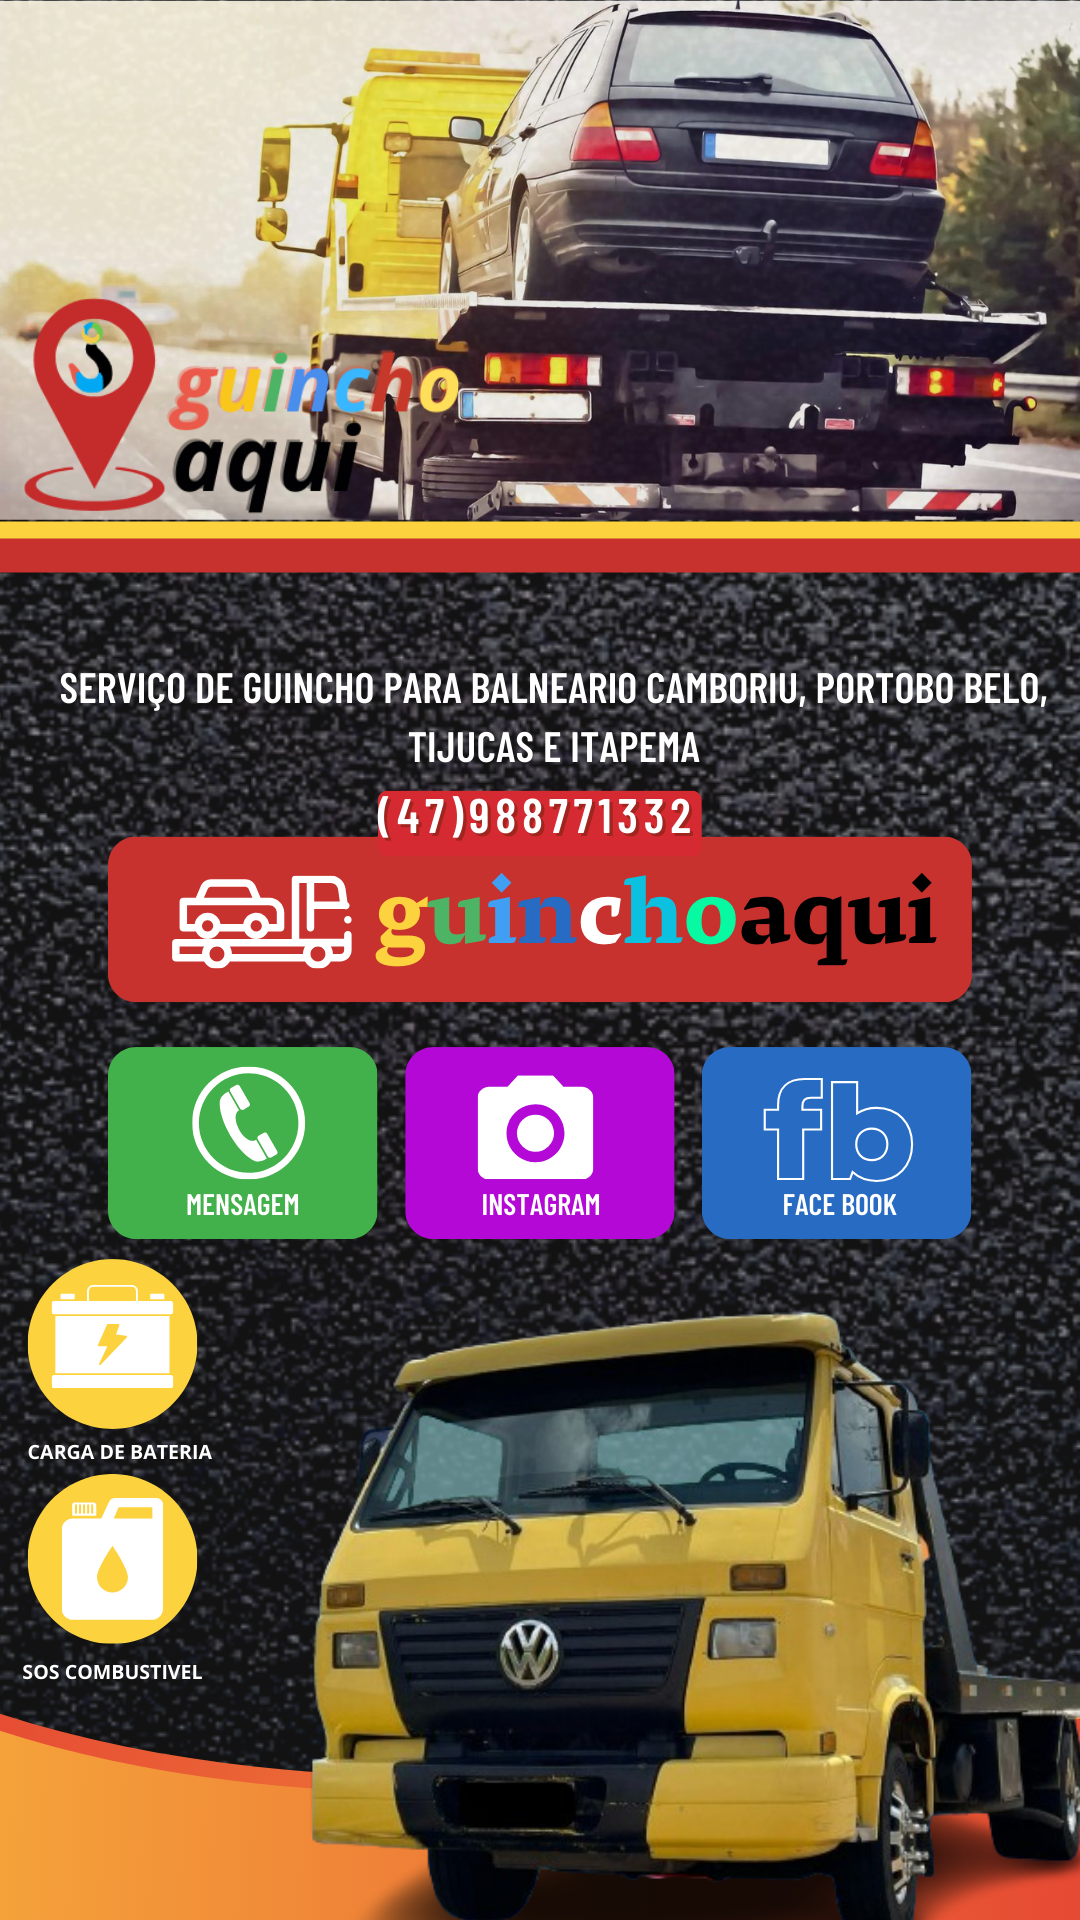 guincho
aqui
SERVIÇO DE GUINCHO PARA BALNEARIO CAMBORIU, PORTOBO BELO,
TIJUCAS E ITAPEMA
(47)988771332
guinchoaqui
fb
MENSAGEM
INSTAGRAM
FACE BOOK
CARGA DE BATERIA
SOS COMBUSTIVEL